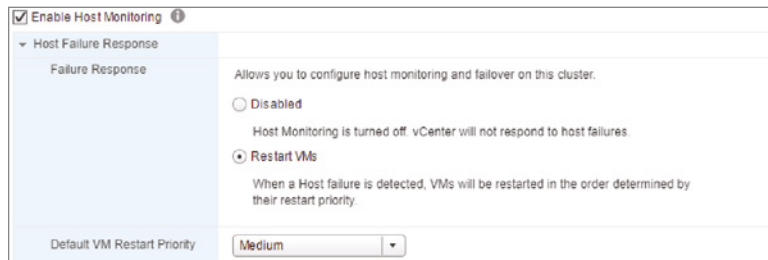 Enable Host Monitoring
Host Failure Response
Failure Response
Allows you to configure host monitoring and failover on this cluster.
Disabled
Host Monitoring is turned off. vCenter will not respond to host failures.
Restart VMs
When a Host failure is detected, VMs will be restarted in the order determined by
their restart priority.
Default VM Restart Priority
Medium